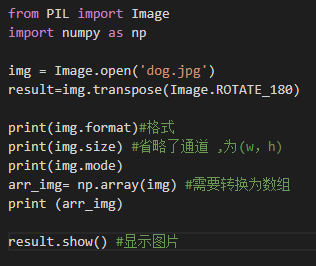 from PIL import Image
import numpy as np
img = Image.open('dog.jpg')
result=img.transpose(Image.ROTATE_180)
print(img.format)#格式
print(img.size) #省略了通道 ,为(w，h)
print(img.mode)
arr_img= np.array(img) #需要转换为数组
print (arr_img)
result.show() #显示图片